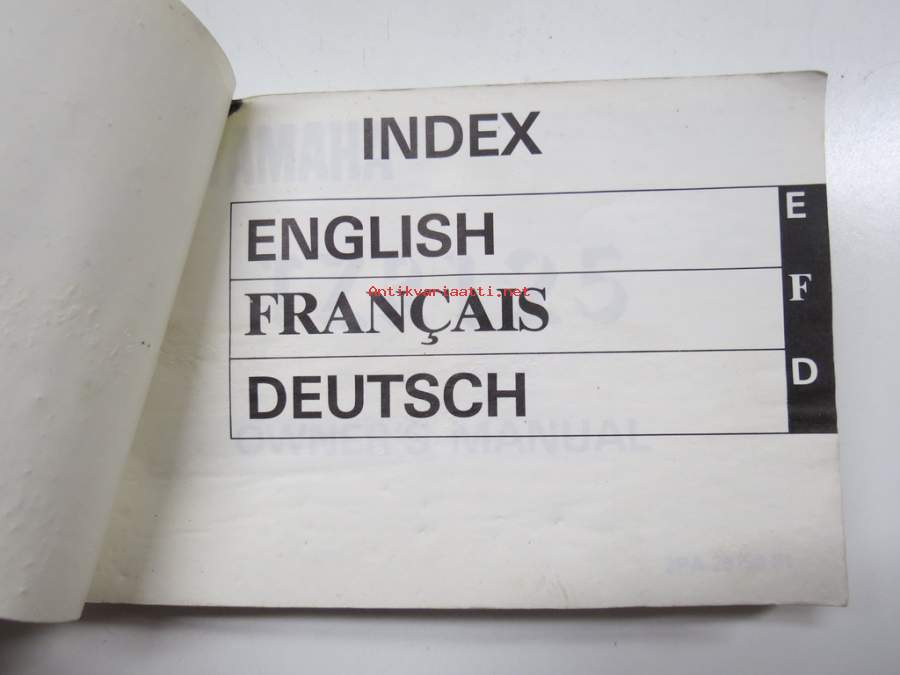 INDEX
ENGLISH E
Antikvariaatti.net
FRANÇAIS F
DEUTSCH D
OWNER'S MANUAL